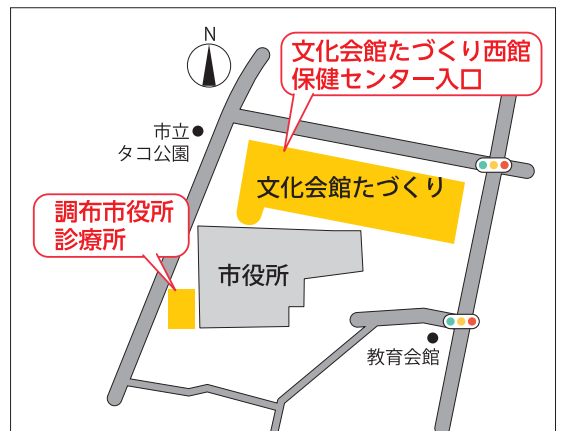 N
文化会館たづくり西館
保健センター入口
市立
タコ公園
文化会館たづくり
調布市役所
診療所
市役所
教育会館